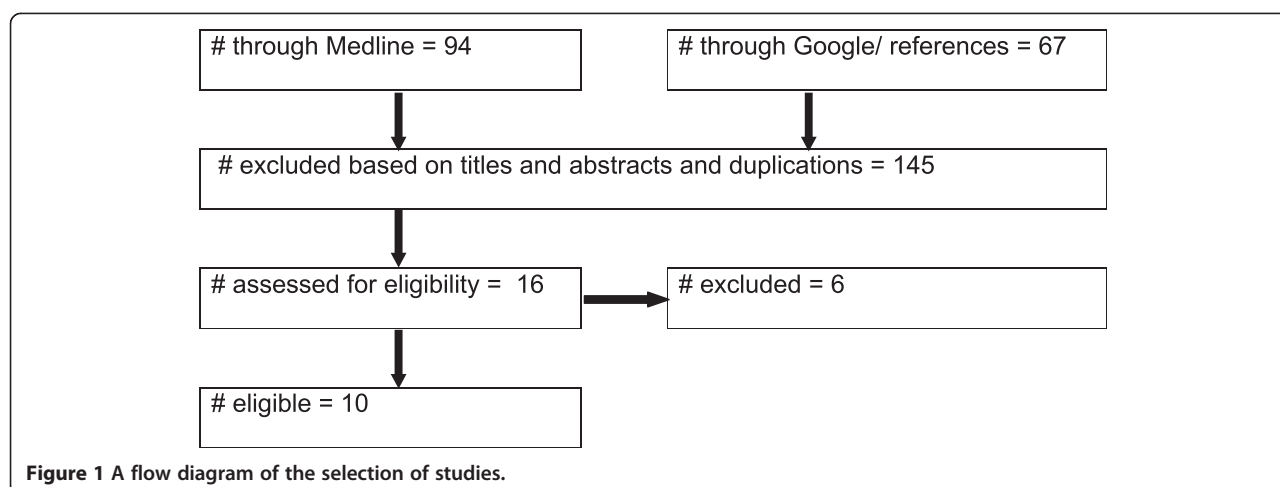 # through Medline = 94
# through Google/ references = 67
# excluded based on titles and abstracts and duplications = 145
# assessed for eligibility = 16
# excluded = 6
# eligible = 10
Figure 1 A flow diagram of the selection of studies.